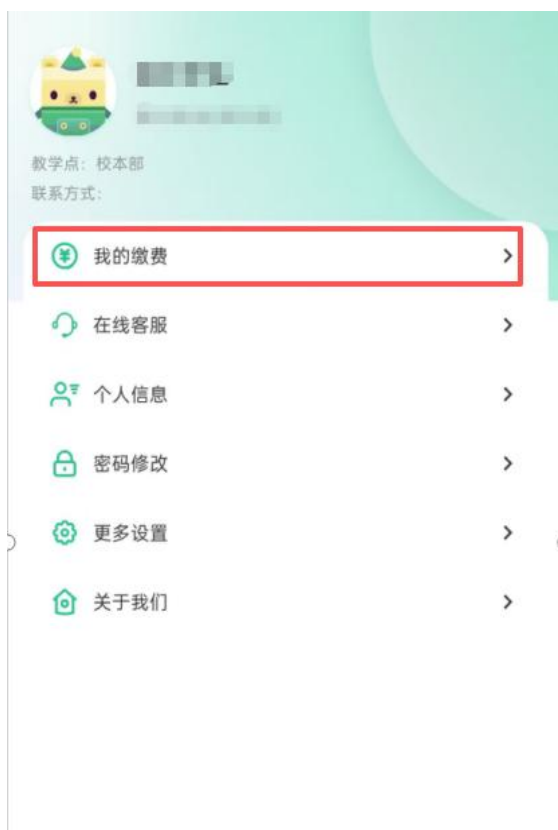 教学点：校本部
联系方式：
我的缴费
在线客服
个人信息
密码修改
更多设置
关于我们